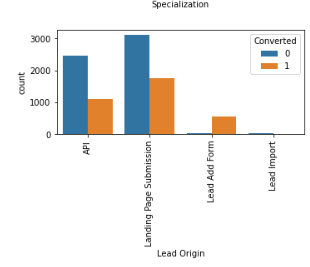 Specialization
Converted
0
1
3000
2000
1000
0
count
API
Landing Page Submission
Lead Add Form
Lead Import
Lead Origin